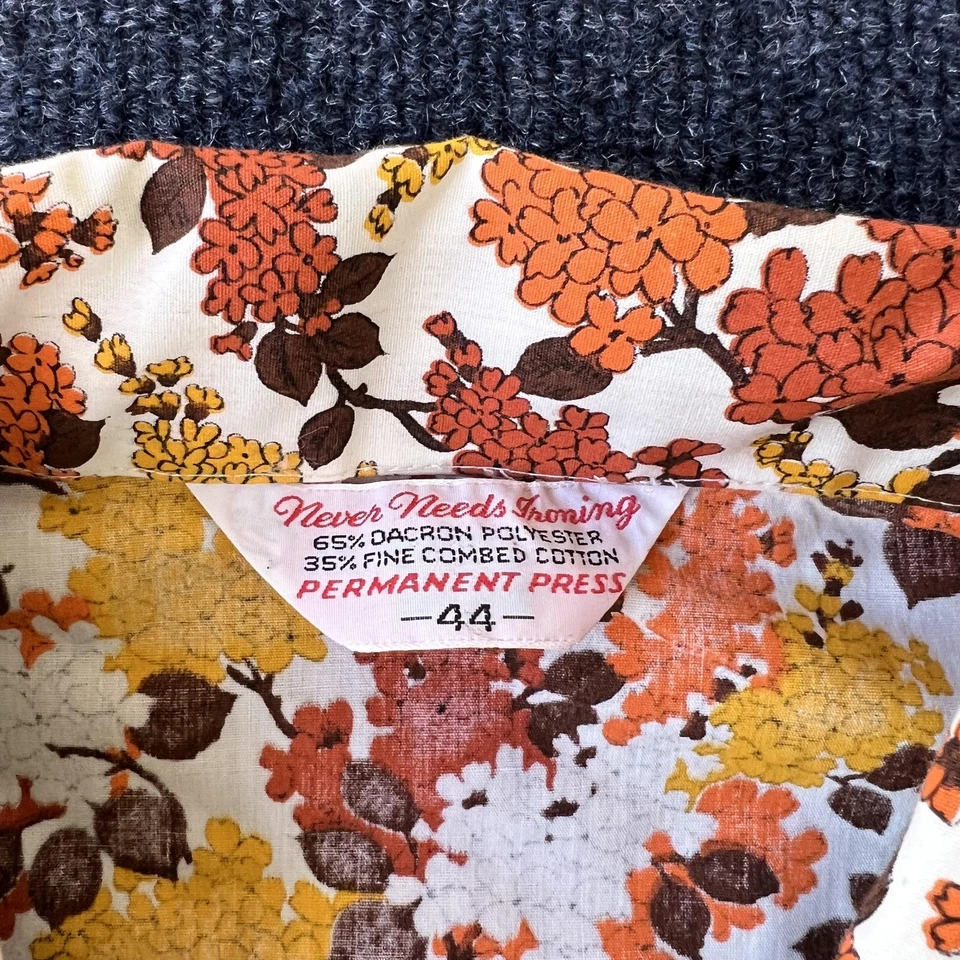 Never Needs Ironing
65% DACRON POLYESTER
35% FINE COMBED COTTON
PERMANENT PRESS
—44—